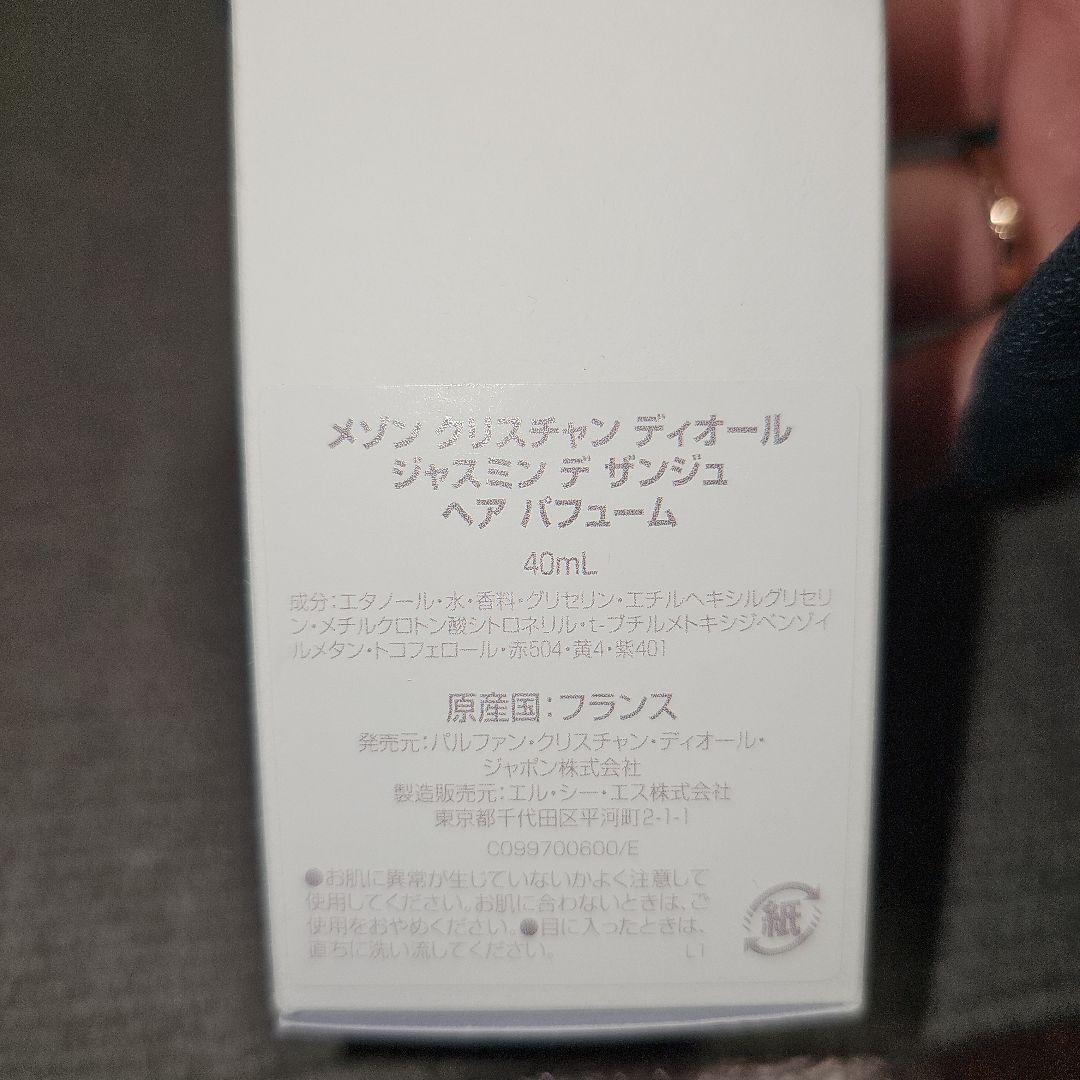 メゾン クリスチャン ディオール
ジャスミン デ ザンジュ
ヘア パフューム
40mL
成分:エタノール・水・香料・グリセリン・エチルヘキシルグリセリ
ン・メチルクロトン酸シトロネリル・t-ブチルメトキシジベンゾイ
ルメタン・トコフェロール・赤504・黄4・紫401
原産国:フランス
発売元:パルファン・クリスチャン・ディオール・
ジャポン株式会社
製造販売元:エル・シー・エス株式会社
東京都千代田区平河町2-1-1
C099700600/E
●お肌に異常が生じていないかよく注意して
使用してください。お肌に合わないときは、ご
使用をおやめください。●目に入ったときは、
直ちに洗い流してください。 L1
紙